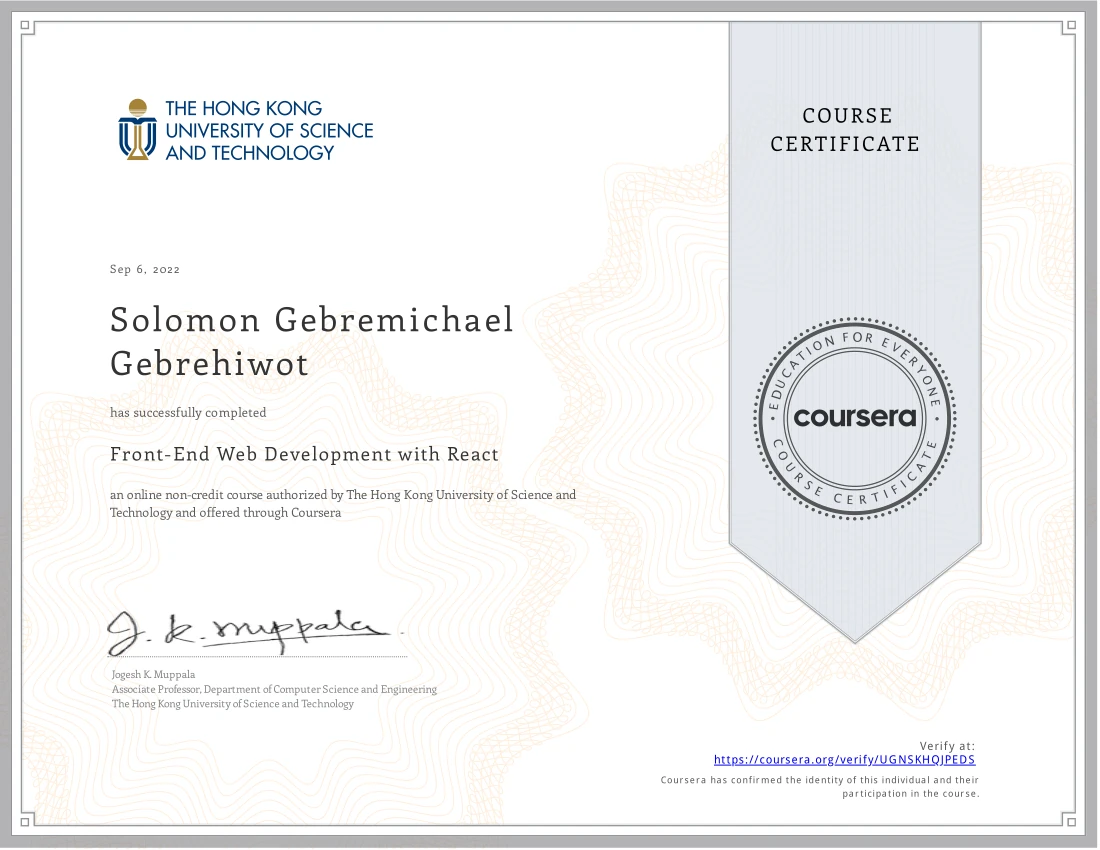 THE HONG KONG
UNIVERSITY OF SCIENCE
AND TECHNOLOGY
COURSE
CERTIFICATE
Sep 6, 2022
Solomon Gebremichael
Gebrehiwot
has successfully completed
Front-End Web Development with React
an online non-credit course authorized by The Hong Kong University of Science and
Technology and offered through Coursera
EDUCATION FOR EVERYONE
coursera
COURSE CERTIFICATE
J. K. Muppala
Jogesh K. Muppala
Associate Professor, Department of Computer Science and Engineering
The Hong Kong University of Science and Technology
Verify at:
https://coursera.org/verify/UGNSKHQJPEDS
Coursera has confirmed the identity of this individual and their
participation in the course.